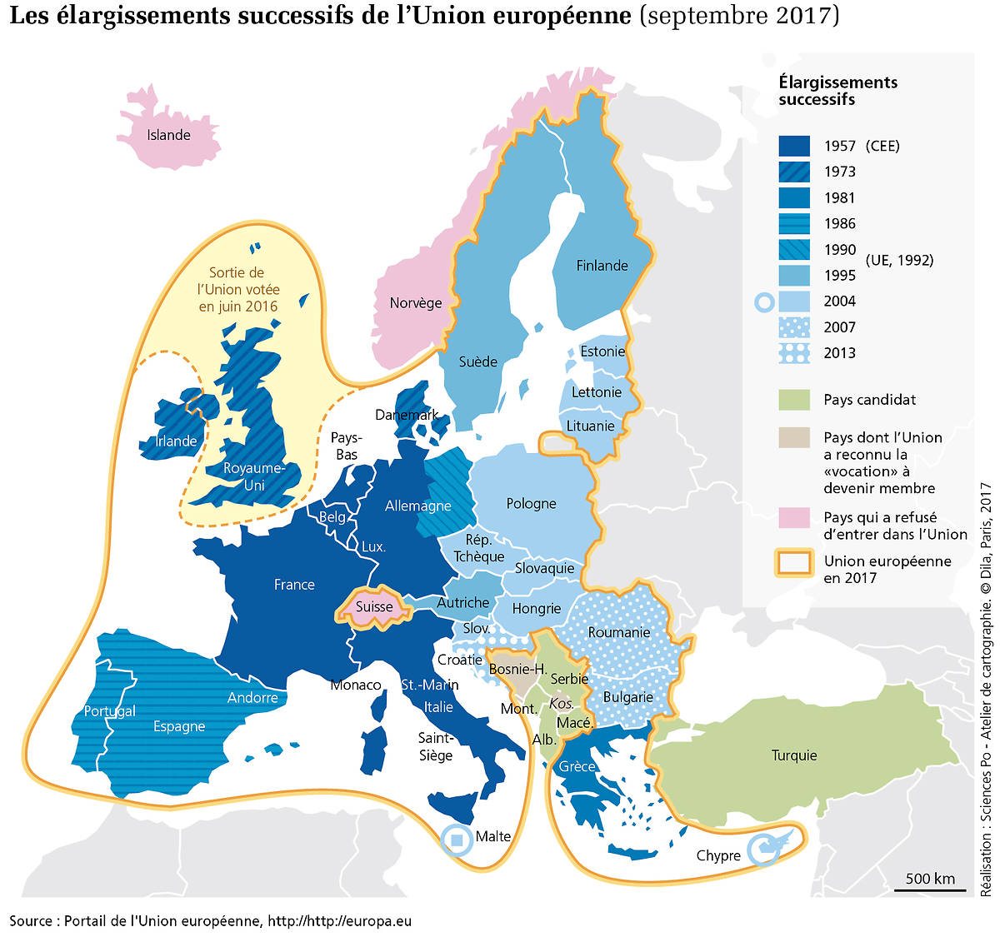 Les élargissements successifs de l'Union européenne (septembre 2017)
Élargissements
successifs
1957 (CEE)
1973
1981
1986
1990
(UE, 1992)
1995
2004
2007
2013
Pays candidat
Pays dont l'Union
a reconnu la
«vocation» à
devenir membre
Pays qui a refusé
d'entrer dans l'Union
Union européenne
en 2017
Islande
Sortie de
l'Union votée
en juin 2016
Norvège
Finlande
Suède
Estonie
Lettonie
Lituanie
Danemark
Irlande
Royaume-
Uni
Pays-
Bas
Belg.
Lux.
Allemagne
Pologne
Rép.
Tchèque
Slovaquie
France
Suisse
Autriche
Hongrie
Slov.
Roumanie
Croatie
Bosnie-H.
Serbie
Monaco
St.-Marin
Italie
Andorre
Portugal
Espagne
Mont.
Kos.
Bulgarie
Macé.
Saint-
Siège
Alb.
Grèce
Turquie
Malte
Chypre
500 km
Réalisation : Sciences Po - Atelier de cartographie. © Dila, Paris, 2017
Source : Portail de l'Union européenne, http://http://europa.eu